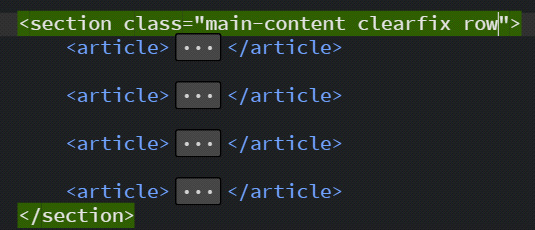 <section class="main-content clearfix row">
<article> ... </article>
<article> ... </article>
<article> ... </article>
<article> ... </article>
</section>